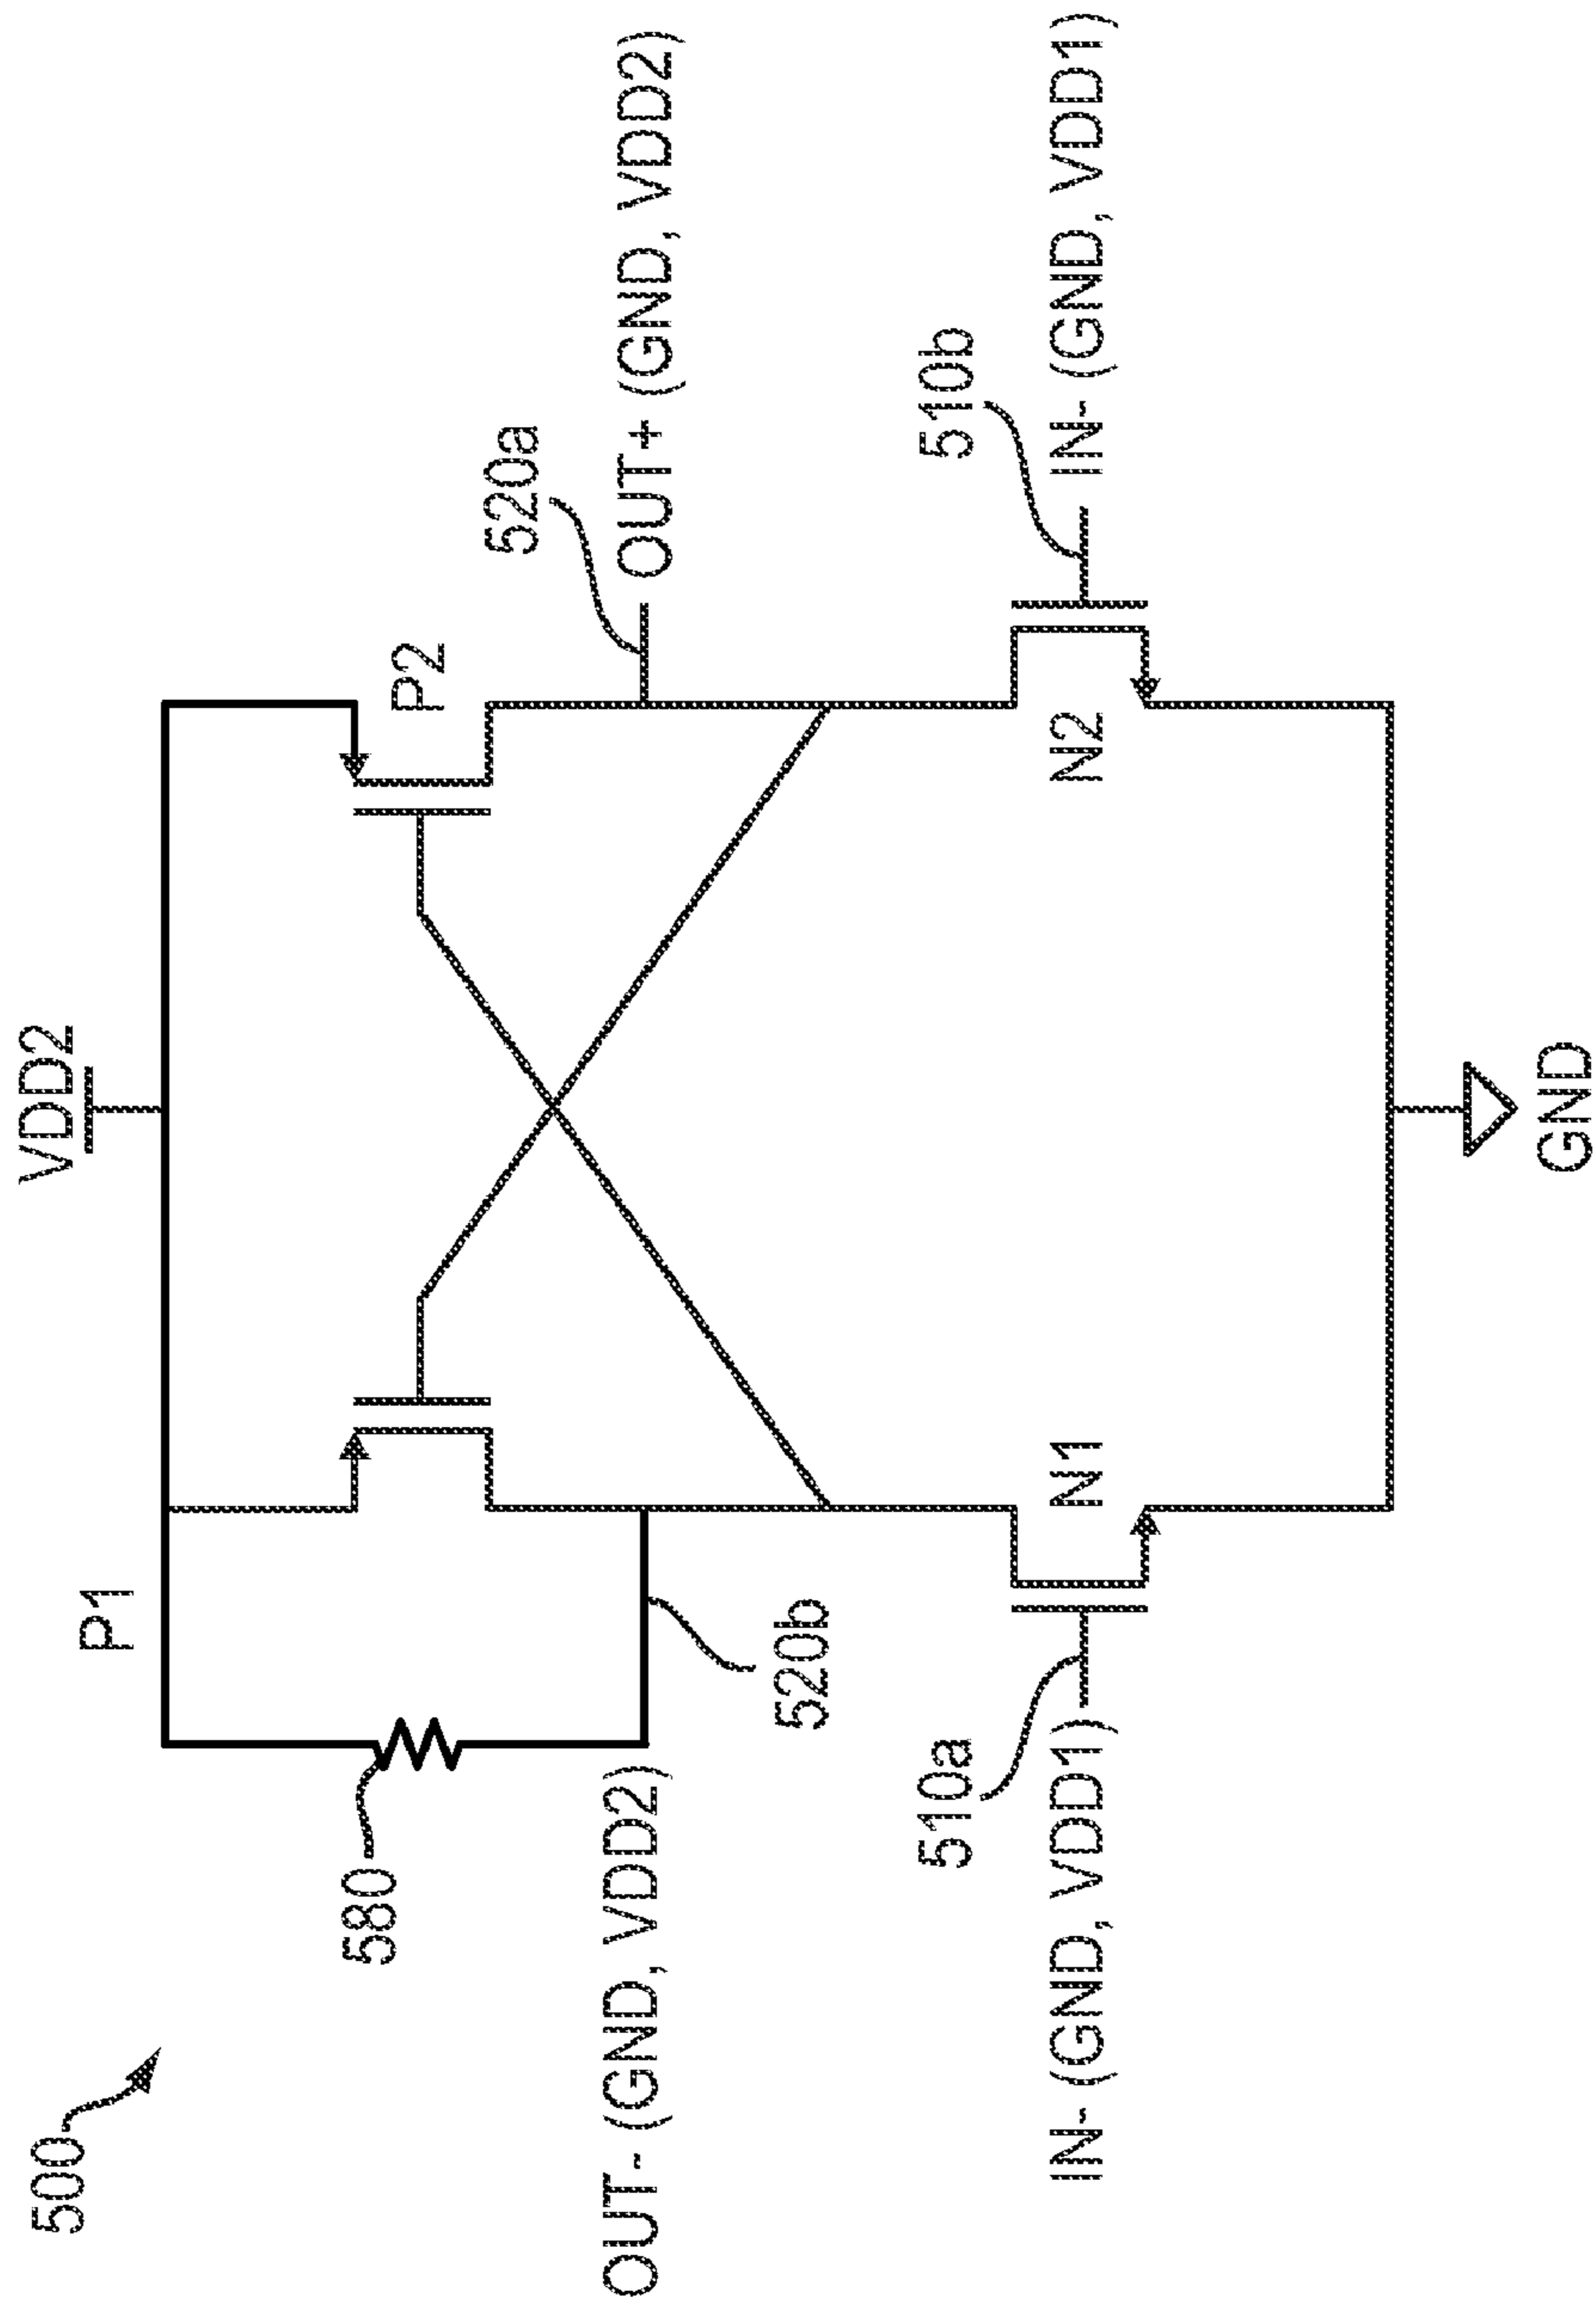 500
VDD2
P1
580
P2
520a
OUT- (GND, VDD2)
OUT+ (GND, VDD2)
520b
510a
510b
IN- (GND, VDD1)
N1
N2
IN- (GND, VDD1)
GND